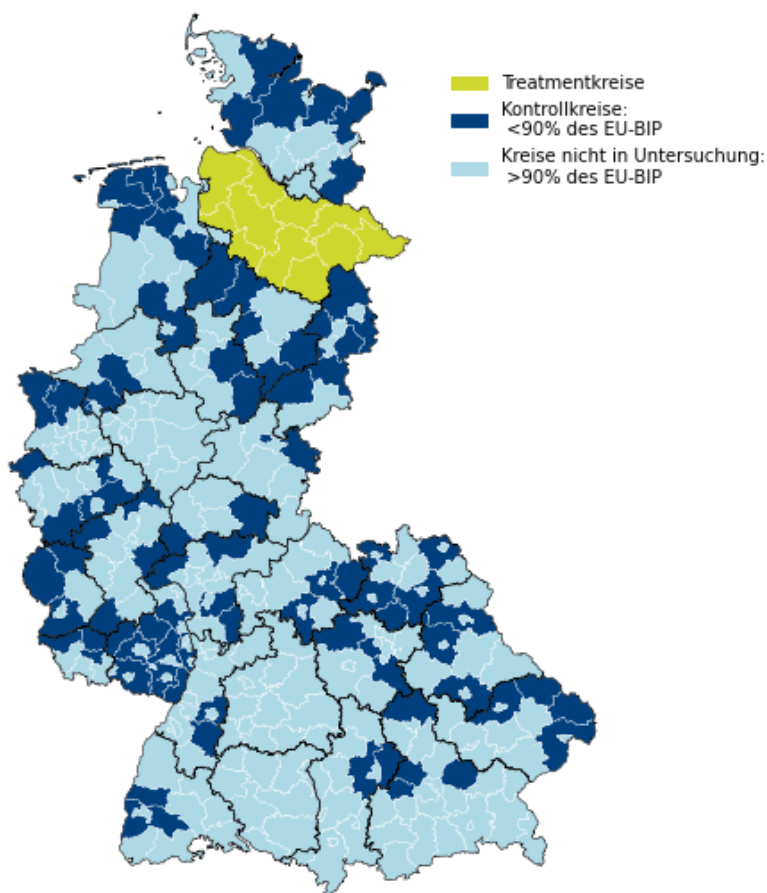 Treatmentkreise
Kontrollkreise:
<90% des EU-BIP
Kreise nicht in Untersuchung:
>90% des EU-BIP